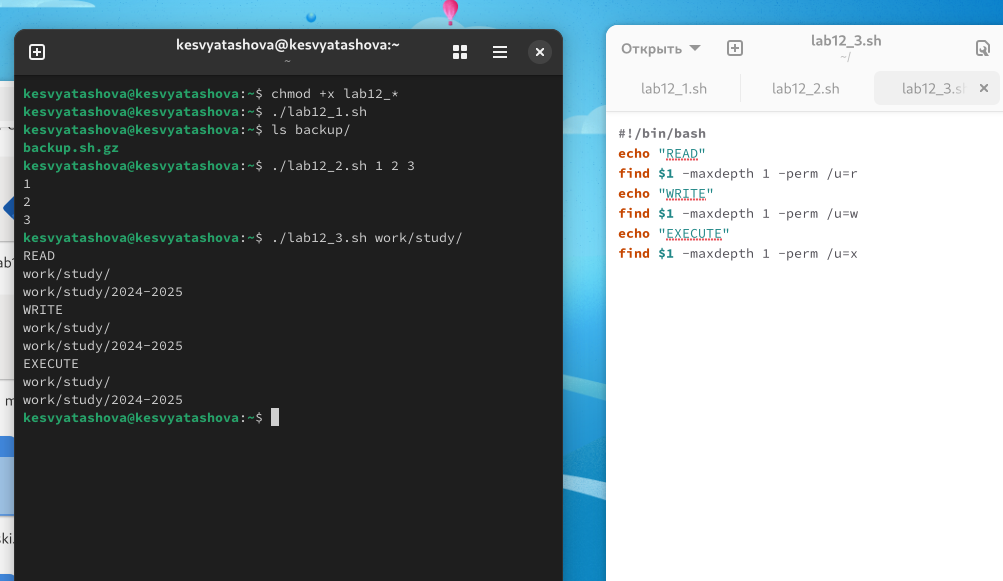 kesvyatashova@kesvyatashova:~
~
kesvyatashova@kesvyatashova:~$ chmod +x lab12_*
kesvyatashova@kesvyatashova:~$ ./lab12_1.sh
kesvyatashova@kesvyatashova:~$ ls backup/
backup.sh.gz
kesvyatashova@kesvyatashova:~$ ./lab12_2.sh 1 2 3
1
2
3
kesvyatashova@kesvyatashova:~$ ./lab12_3.sh work/study/
READ
work/study/
work/study/2024-2025
WRITE
work/study/
work/study/2024-2025
EXECUTE
work/study/
work/study/2024-2025
kesvyatashova@kesvyatashova:~$
Открыть
lab12_3.sh
~/
lab12_1.sh
lab12_2.sh
lab12_3.sh
#!/bin/bash
echo "READ"
find $1 -maxdepth 1 -perm /u=r
echo "WRITE"
find $1 -maxdepth 1 -perm /u=w
echo "EXECUTE"
find $1 -maxdepth 1 -perm /u=x